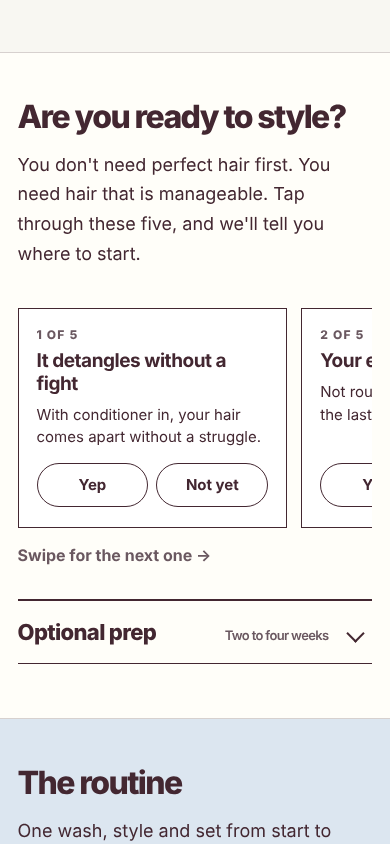 Are you ready to style?
You don't need perfect hair first. You
need hair that is manageable. Tap
through these five, and we'll tell you
where to start.
1 OF 5
It detangles without a
fight
With conditioner in, your hair
comes apart without a struggle.
Yep
Not yet
2 OF 5
Your
Not
the last
Swipe for the next one →
Optional prep
Two to four weeks
The routine
One wash, style and set from start to